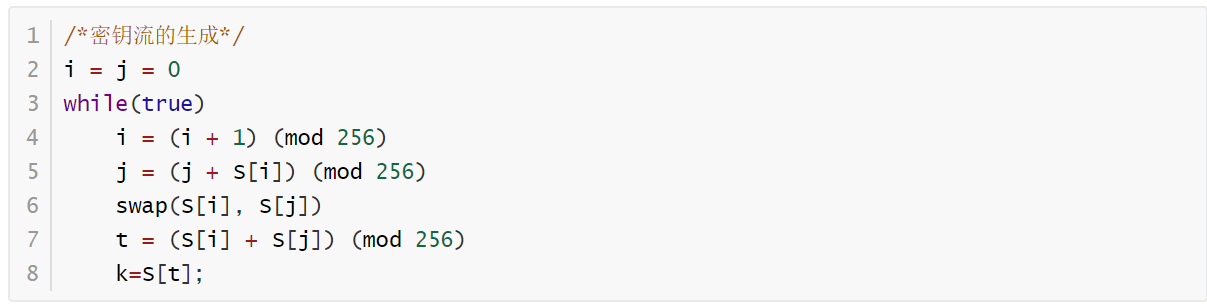 1 /*密钥流的生成*/
2 i = j = 0
3 while(true)
4     i = (i + 1) (mod 256)
5     j = (j + S[i]) (mod 256)
6     swap(S[i], S[j])
7     t = (S[i] + S[j]) (mod 256)
8     k=S[t];